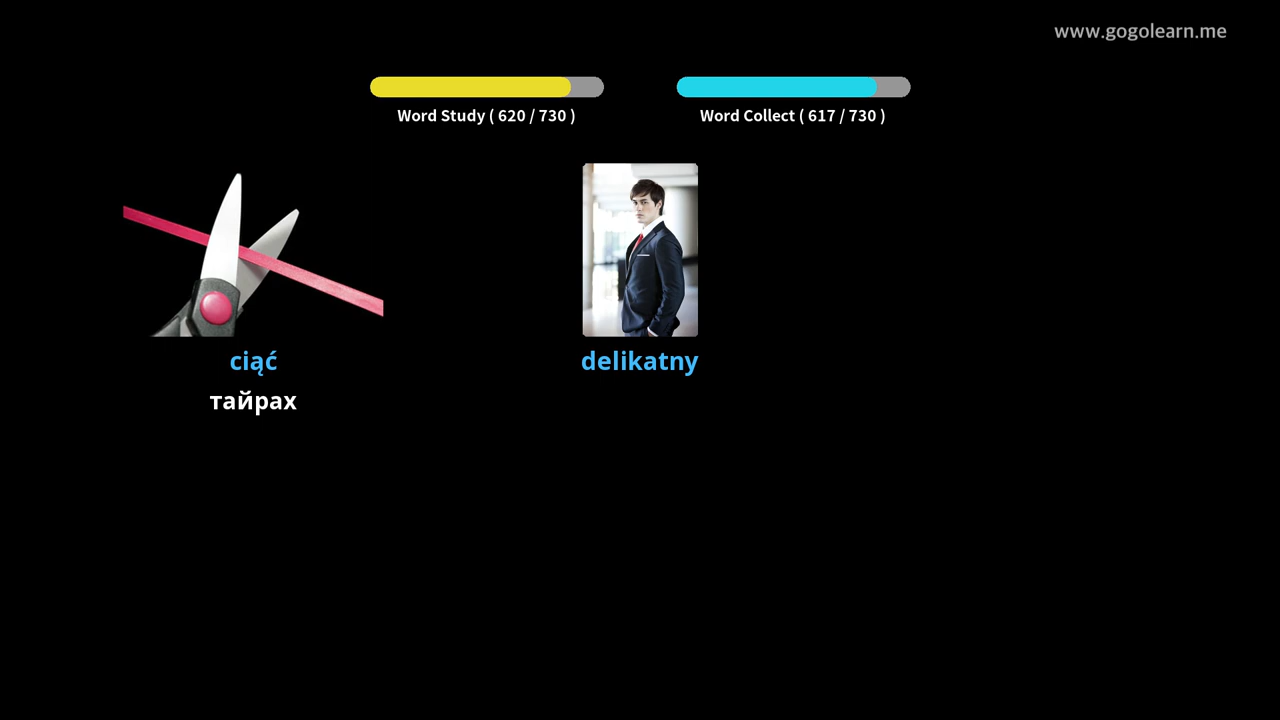 www.gogolearn.me
Word Study ( 620 / 730 )
Word Collect ( 617 / 730 )
ciąć
delikatny
тайрах